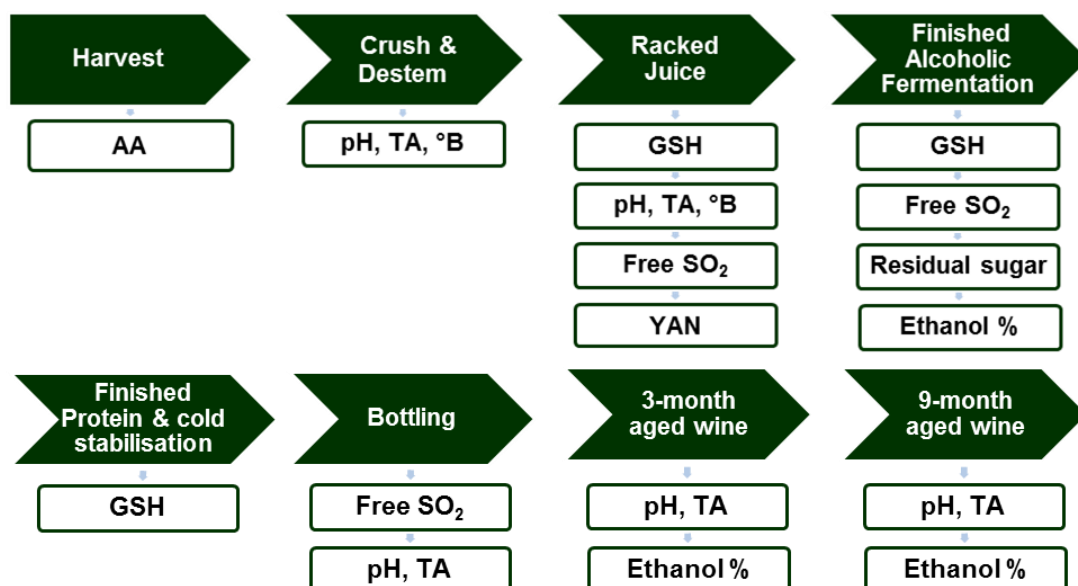 Harvest
AA
Crush &
Destem
pH, TA, °B
Racked
Juice
GSH
pH, TA, °B
Free SO₂
YAN
Finished
Alcoholic
Fermentation
GSH
Free SO₂
Residual sugar
Ethanol %
Finished
Protein & cold
stabilisation
GSH
Bottling
Free SO₂
pH, TA
3-month
aged wine
pH, TA
Ethanol %
9-month
aged wine
pH, TA
Ethanol %